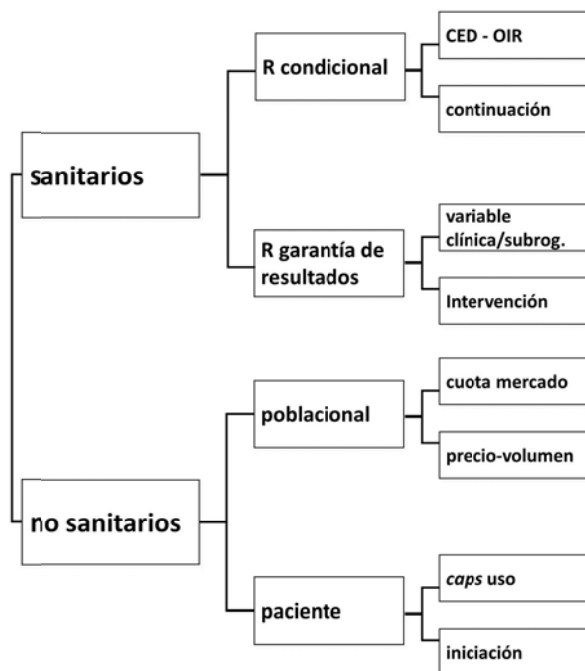 sanitarios
R condicional
CED - OIR
continuación
R garantía de
resultados
variable
clínica/subrog.
Intervención
no sanitarios
poblacional
cuota mercado
precio-volumen
paciente
caps uso
iniciación